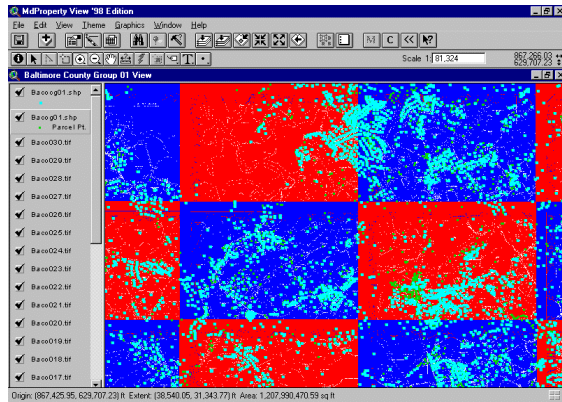 MdProperty View '98 Edition
File Edit View Theme Graphics Window Help
M C
Scale 1: 81,324
867,266.03
629,707.23
T
Baltimore County Group 01 View
Bacoog01.shp
Bacog01.shp
Parcel Pt.
Baco030.tif
Baco029.tif
Baco028.tif
Baco027.tif
Baco026.tif
Baco025.tif
Baco024.tif
Baco023.tif
Baco022.tif
Baco021.tif
Baco020.tif
Baco019.tif
Baco018.tif
Baco017.tif
Origin: (867,425.95, 629,707.23) ft Extent: (38,540.05, 31,343.77) ft Area: 1,207,990,470.59 sq ft